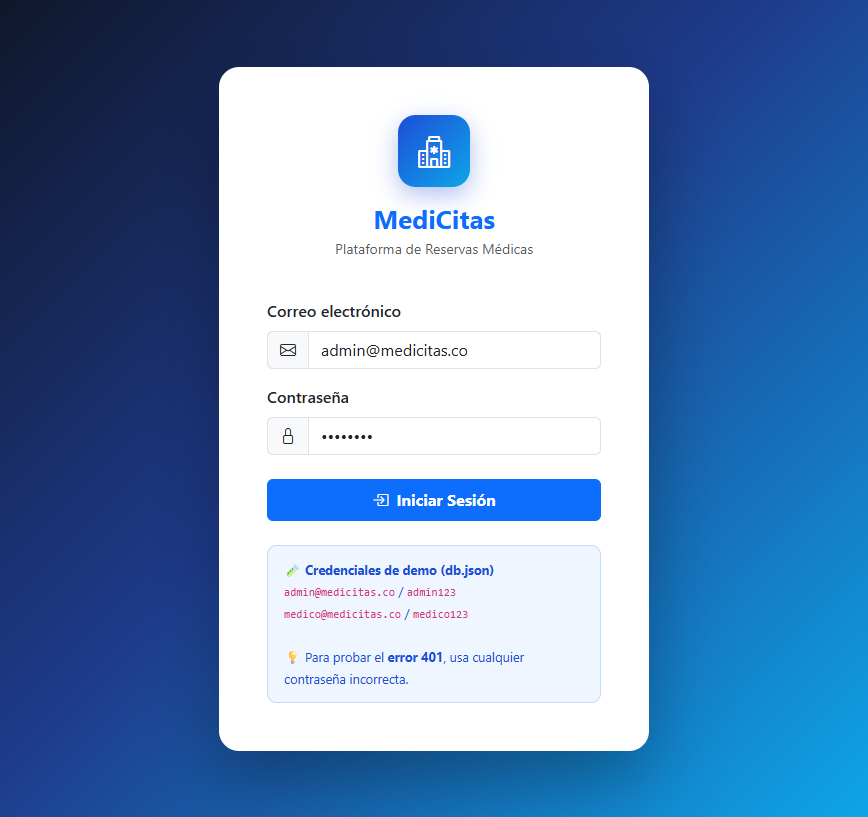 MediCitas
Plataforma de Reservas Médicas
Correo electrónico
admin@medicitas.co
Contraseña
••••••••
Iniciar Sesión
Credenciales de demo (db.json)
admin@medicitas.co / admin123
medico@medicitas.co / medico123
Para probar el error 401, usa cualquier
contraseña incorrecta.